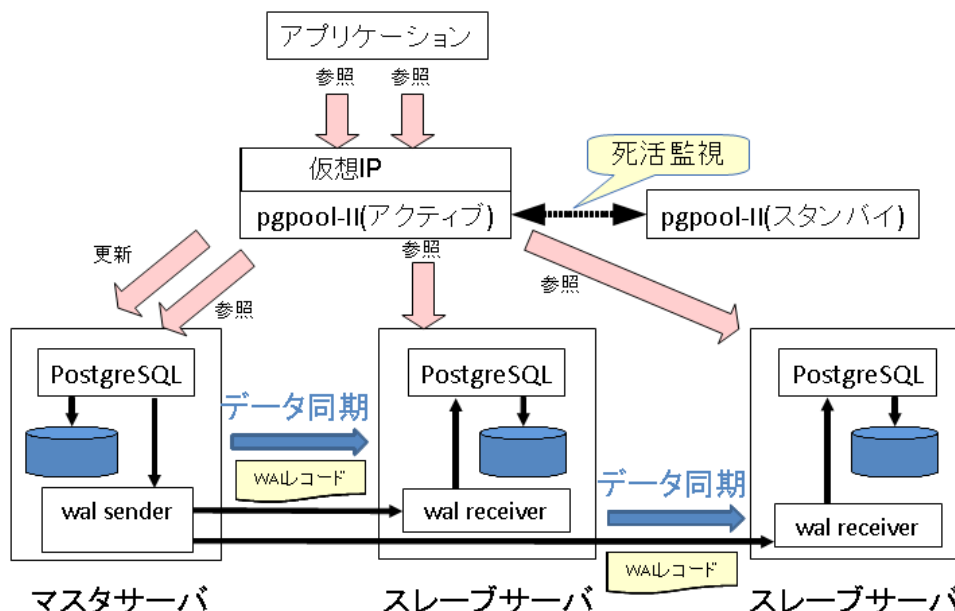 アプリケーション
参照
参照
仮想IP
死活監視
pgpool-II(アクティブ)
pgpool-II(スタンバイ)
更新
参照
参照
参照
PostgreSQL
PostgreSQL
PostgreSQL
データ同期
WALレコード
データ同期
wal sender
wal receiver
wal receiver
WALレコード
マスタサーバ
スレーブサーバ
スレーブサーバ